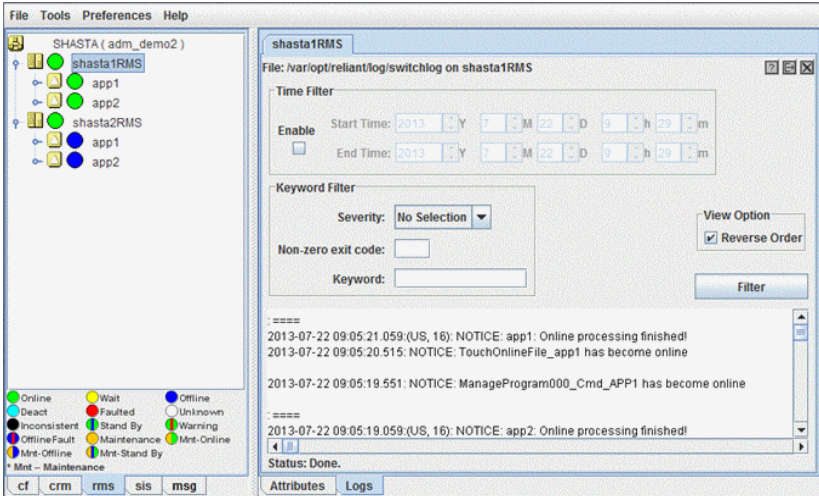 File Tools Preferences Help
SHASTA ( adm_demo2 )
shasta1RMS
app1
app2
shasta2RMS
app1
app2
Online Wait Offline
Deact Faulted Unknown
Inconsistent Stand By Warning
OfflineFault Maintenance Mnt-Online
Mnt-Offline Mnt-Stand By
* Mnt -- Maintenance
cf crm rms sis msg
shasta1RMS
File: /var/opt/reliant/log/switchlog on shasta1RMS
Time Filter
Enable
Start Time: 2013 Y 7 M 22 D 9 h 29 m
End Time: 2013 Y 7 M 22 D 9 h 29 m
Keyword Filter
Severity: No Selection
Non-zero exit code:
Keyword:
View Option
Reverse Order
Filter
: ====
2013-07-22 09:05:21.059:(US, 16): NOTICE: app1: Online processing finished!
2013-07-22 09:05:20.515: NOTICE: TouchOnlineFile_app1 has become online
2013-07-22 09:05:19.551: NOTICE: ManageProgram000_Cmd_APP1 has become online
: ====
2013-07-22 09:05:19.059:(US, 16): NOTICE: app2: Online processing finished!
Status: Done.
Attributes Logs